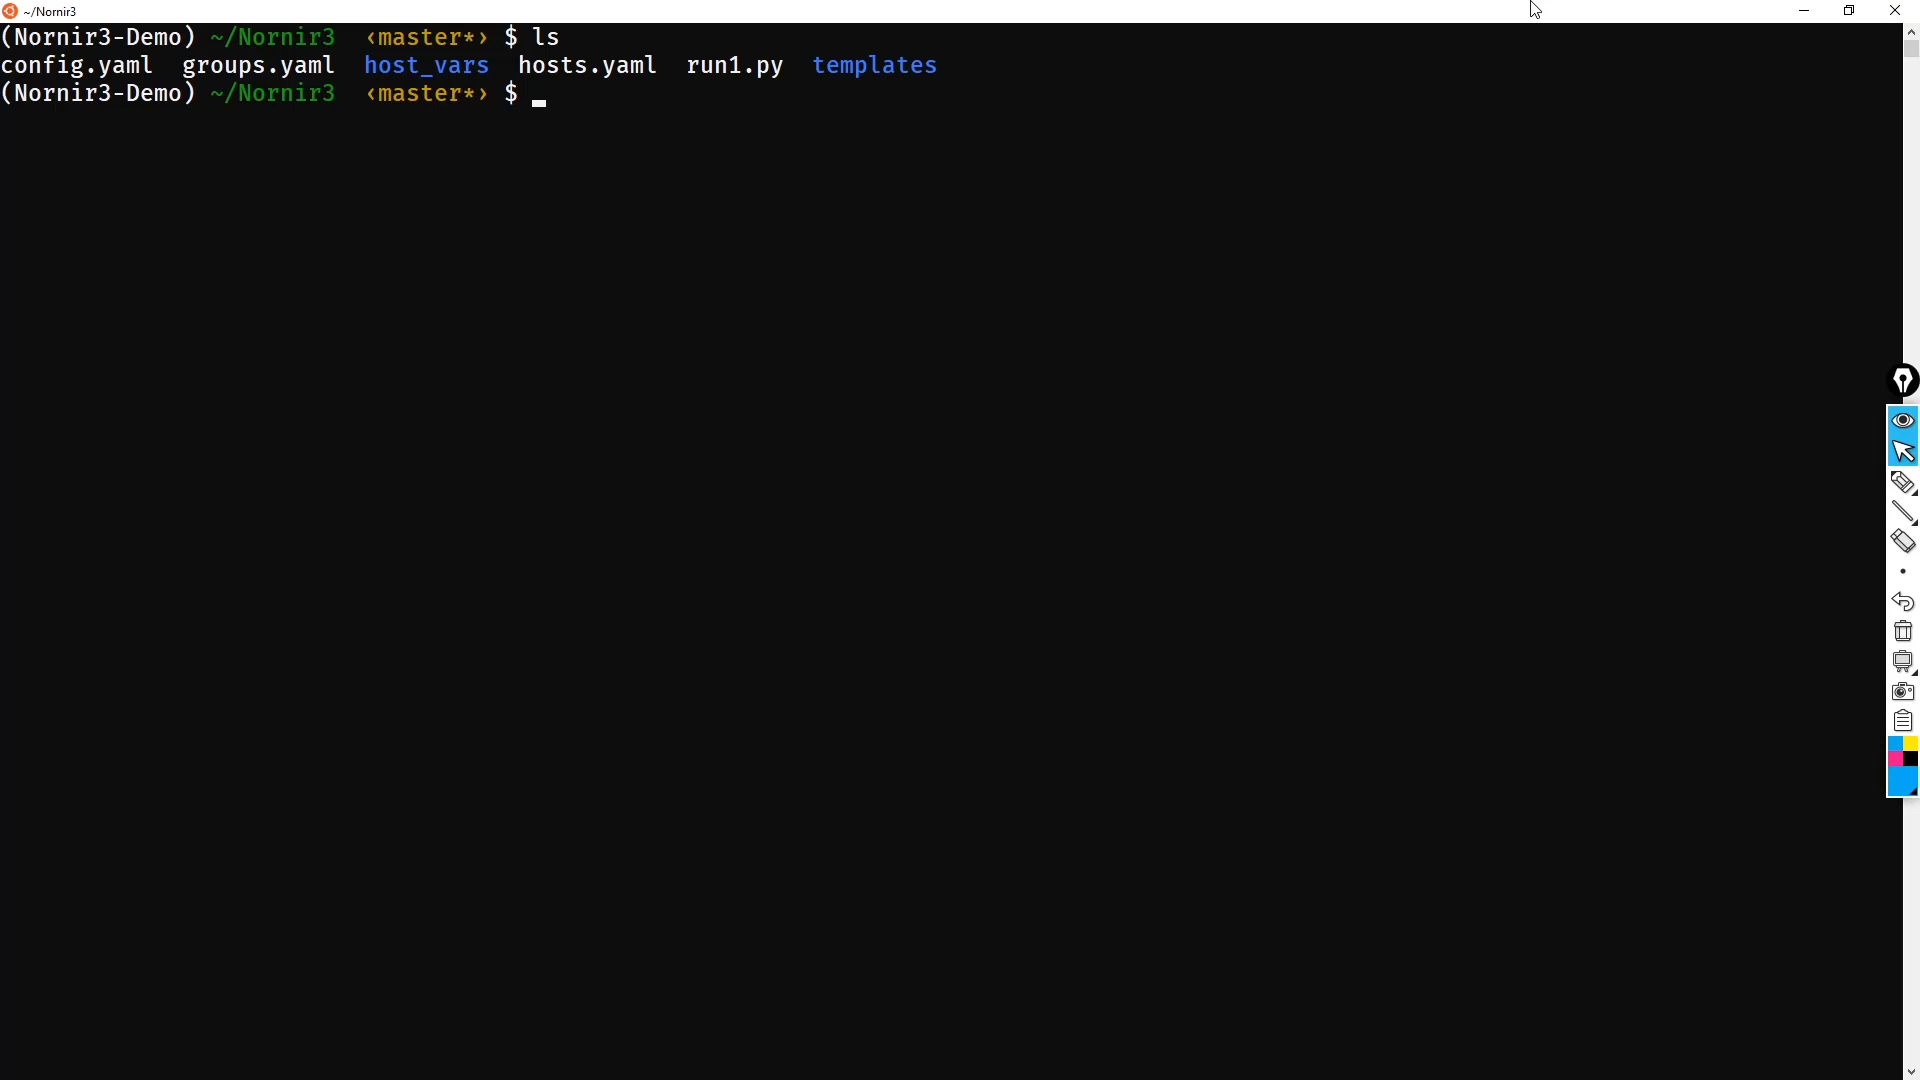 ~/Nornir3
(Nornir3-Demo) ~/Nornir3  ‹master*› $ ls
config.yaml  groups.yaml  host_vars  hosts.yaml  run1.py  templates
(Nornir3-Demo) ~/Nornir3  ‹master*› $